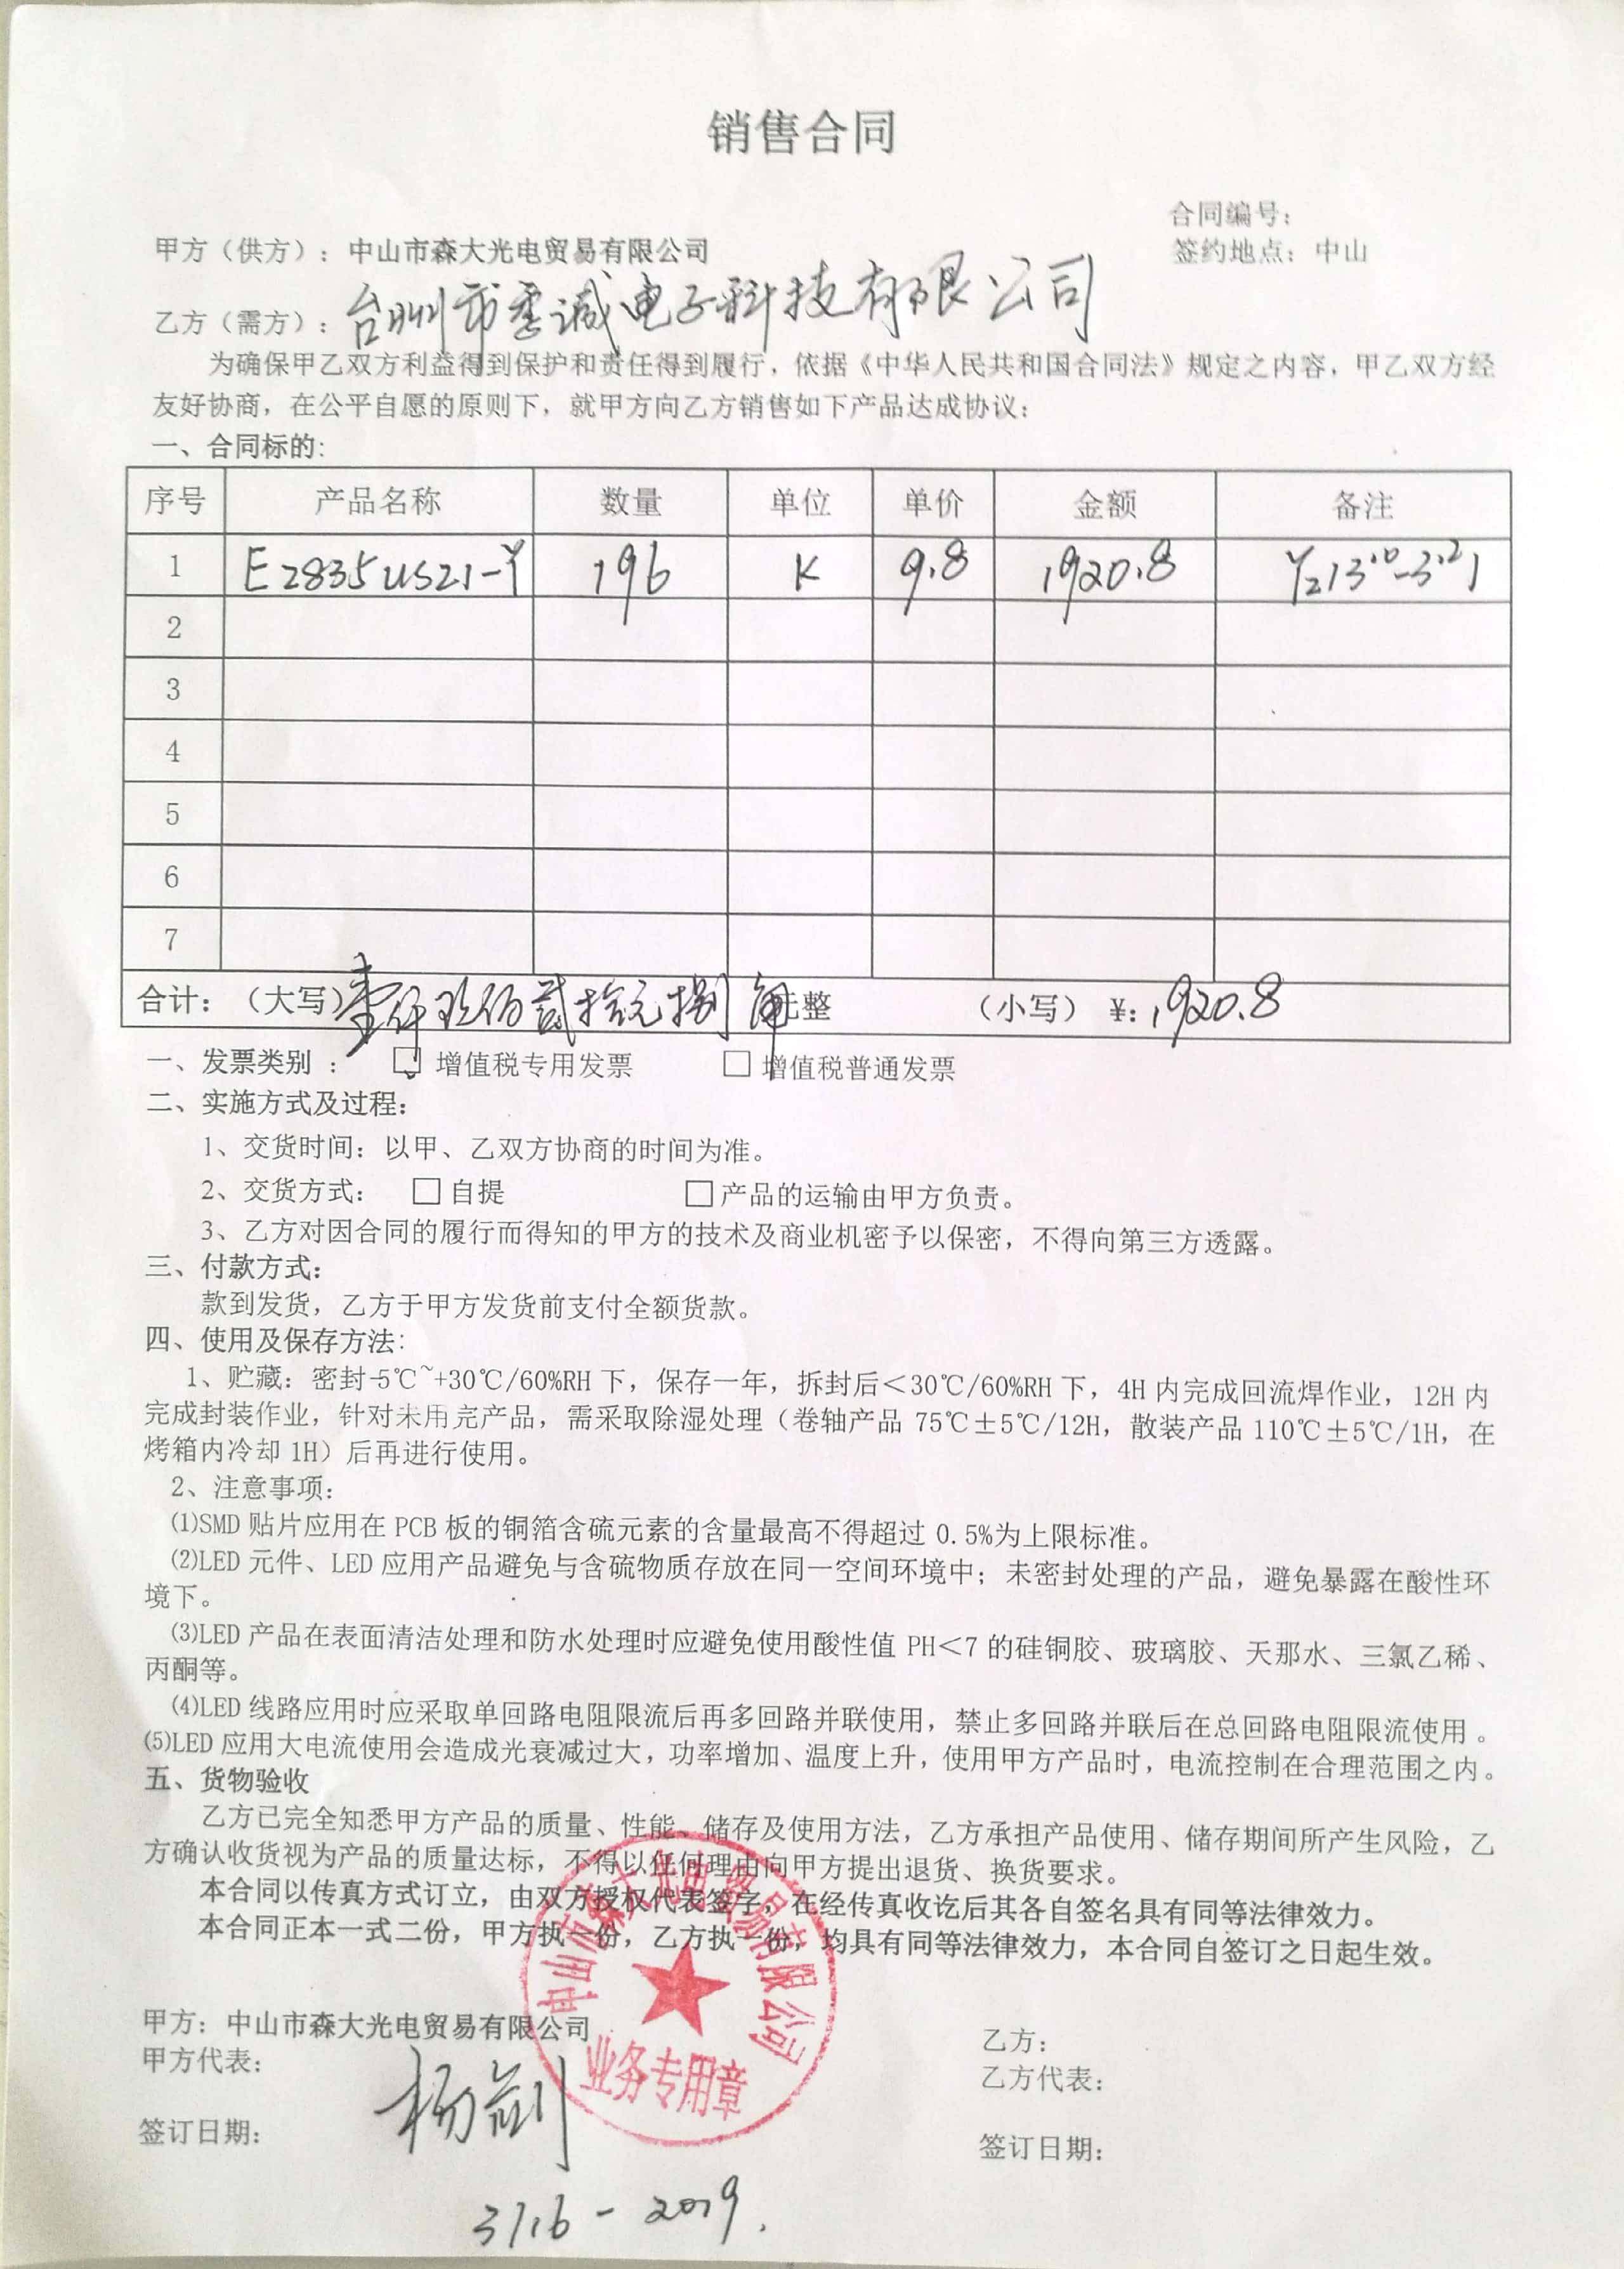 销售合同
合同编号：
甲方（供方）：中山市森大光电贸易有限公司
签约地点：中山
乙方（需方）：台州市季诚电子科技有限公司
为确保甲乙双方利益得到保护和责任得到履行，依据《中华人民共和国合同法》规定之内容，甲乙双方经
友好协商，在公平自愿的原则下，就甲方向乙方销售如下产品达成协议：
一、合同标的：
序号 产品名称 数量 单位 单价 金额 备注
1 E2835US21-Y 196 K 9.8 1920.8
2
3
4
5
6
7
合计：（大写）壹仟玖佰贰拾元捌角元整 （小写）¥：1920.8
一、发票类别 ： □ 增值税专用发票 □ 增值税普通发票
二、实施方式及过程：
1、交货时间：以甲、乙双方协商的时间为准。
2、交货方式： □自提 □产品的运输由甲方负责。
3、乙方对因合同的履行而得知的甲方的技术及商业机密予以保密，不得向第三方透露。
三、付款方式：
款到发货，乙方于甲方发货前支付全额货款。
四、使用及保存方法：
1、贮藏：密封-5℃~+30℃/60%RH 下，保存一年，拆封后＜30℃/60%RH 下，4H 内完成回流焊作业，12H 内
完成封装作业，针对未用完产品，需采取除湿处理（卷轴产品 75℃±5℃/12H，散装产品 110℃±5℃/1H，在
烤箱内冷却 1H）后再进行使用。
2、注意事项：
⑴SMD 贴片应用在 PCB 板的铜箔含硫元素的含量最高不得超过 0.5%为上限标准。
⑵LED 元件、LED 应用产品避免与含硫物质存放在同一空间环境中；未密封处理的产品，避免暴露在酸性环
境下。
⑶LED 产品在表面清洁处理和防水处理时应避免使用酸性值 PH＜7 的硅铜胶、玻璃胶、天那水、三氯乙稀、
丙酮等。
⑷LED 线路应用时应采取单回路电阻限流后再多回路并联使用，禁止多回路并联后在总回路电阻限流使用。
⑸LED 应用大电流使用会造成光衰减过大，功率增加、温度上升，使用甲方产品时，电流控制在合理范围之内。
五、货物验收
乙方已完全知悉甲方产品的质量、性能、储存及使用方法，乙方承担产品使用、储存期间所产生风险，乙
方确认收货视为产品的质量达标，不得以任何理由向甲方提出退货、换货要求。
本合同以传真方式订立，由双方授权代表签字，在经传真收讫后其各自签名具有同等法律效力。
本合同正本一式二份，甲方执一份，乙方执一份，均具有同等法律效力，本合同自签订之日起生效。
中山市森大光电贸易有限公司
业务专用章
甲方：中山市森大光电贸易有限公司
乙方：
甲方代表：
乙方代表：
签订日期：
签订日期：
3/16-2019.